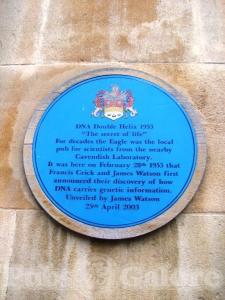 DNA Double Helix 1953
"The secret of life"
For decades the Eagle was the local
pub for scientists from the nearby
Cavendish Laboratory.
It was here on February 28th 1953 that
Francis Crick and James Watson first
announced their discovery of how
DNA carries genetic information.
Unveiled by James Watson
25th April 2003